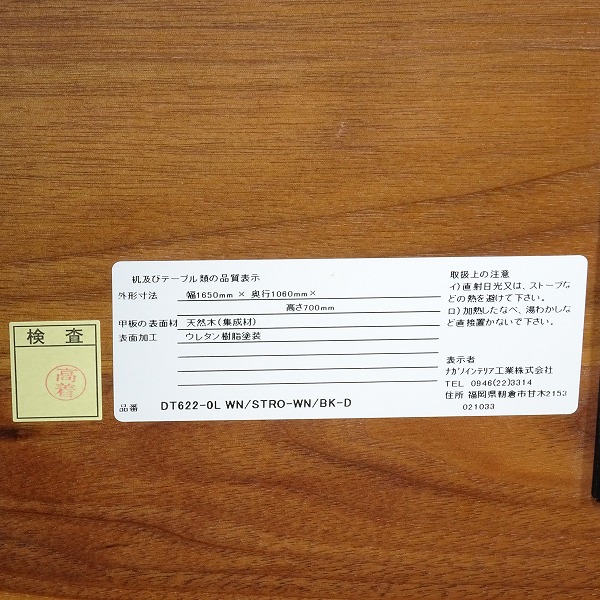 机及びテーブル類の品質表示
外形寸法 幅1650mm × 奥行1060mm×
高さ700mm
甲板の表面材 天然木(集成材)
表面加工 ウレタン樹脂塗装
品番 DT622-0L WN/STRO-WN/BK-D
取扱上の注意
イ)直射日光又は、ストーブな
どの熱を避けて下さい。
ロ)加熱したなべ、湯わかしな
ど直接置かないで下さい。
表示者
ナガノインテリア工業株式会社
TEL 0946(22)3314
住所 福岡県朝倉市甘木2153
021033
検査
高着